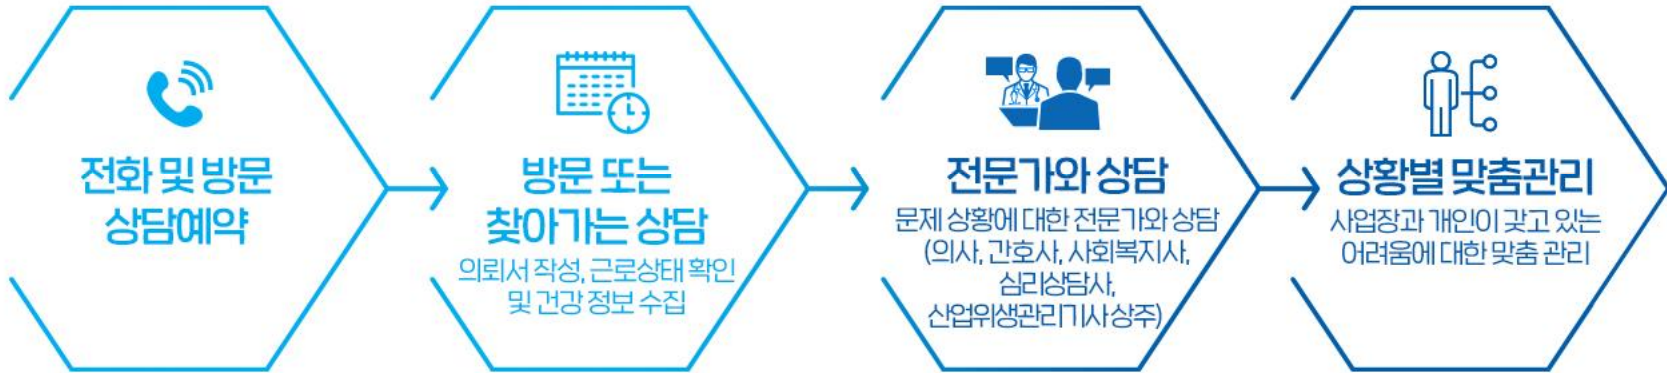 전화 및 방문
상담예약
방문 또는
찾아가는 상담
의뢰서 작성, 근로상태 확인
및 건강 정보 수집
전문가와 상담
문제 상황에 대한 전문가와 상담
(의사, 간호사, 사회복지사,
심리상담사,
산업위생관리기사 상주)
상황별 맞춤관리
사업장과 개인이 갖고 있는
어려움에 대한 맞춤 관리